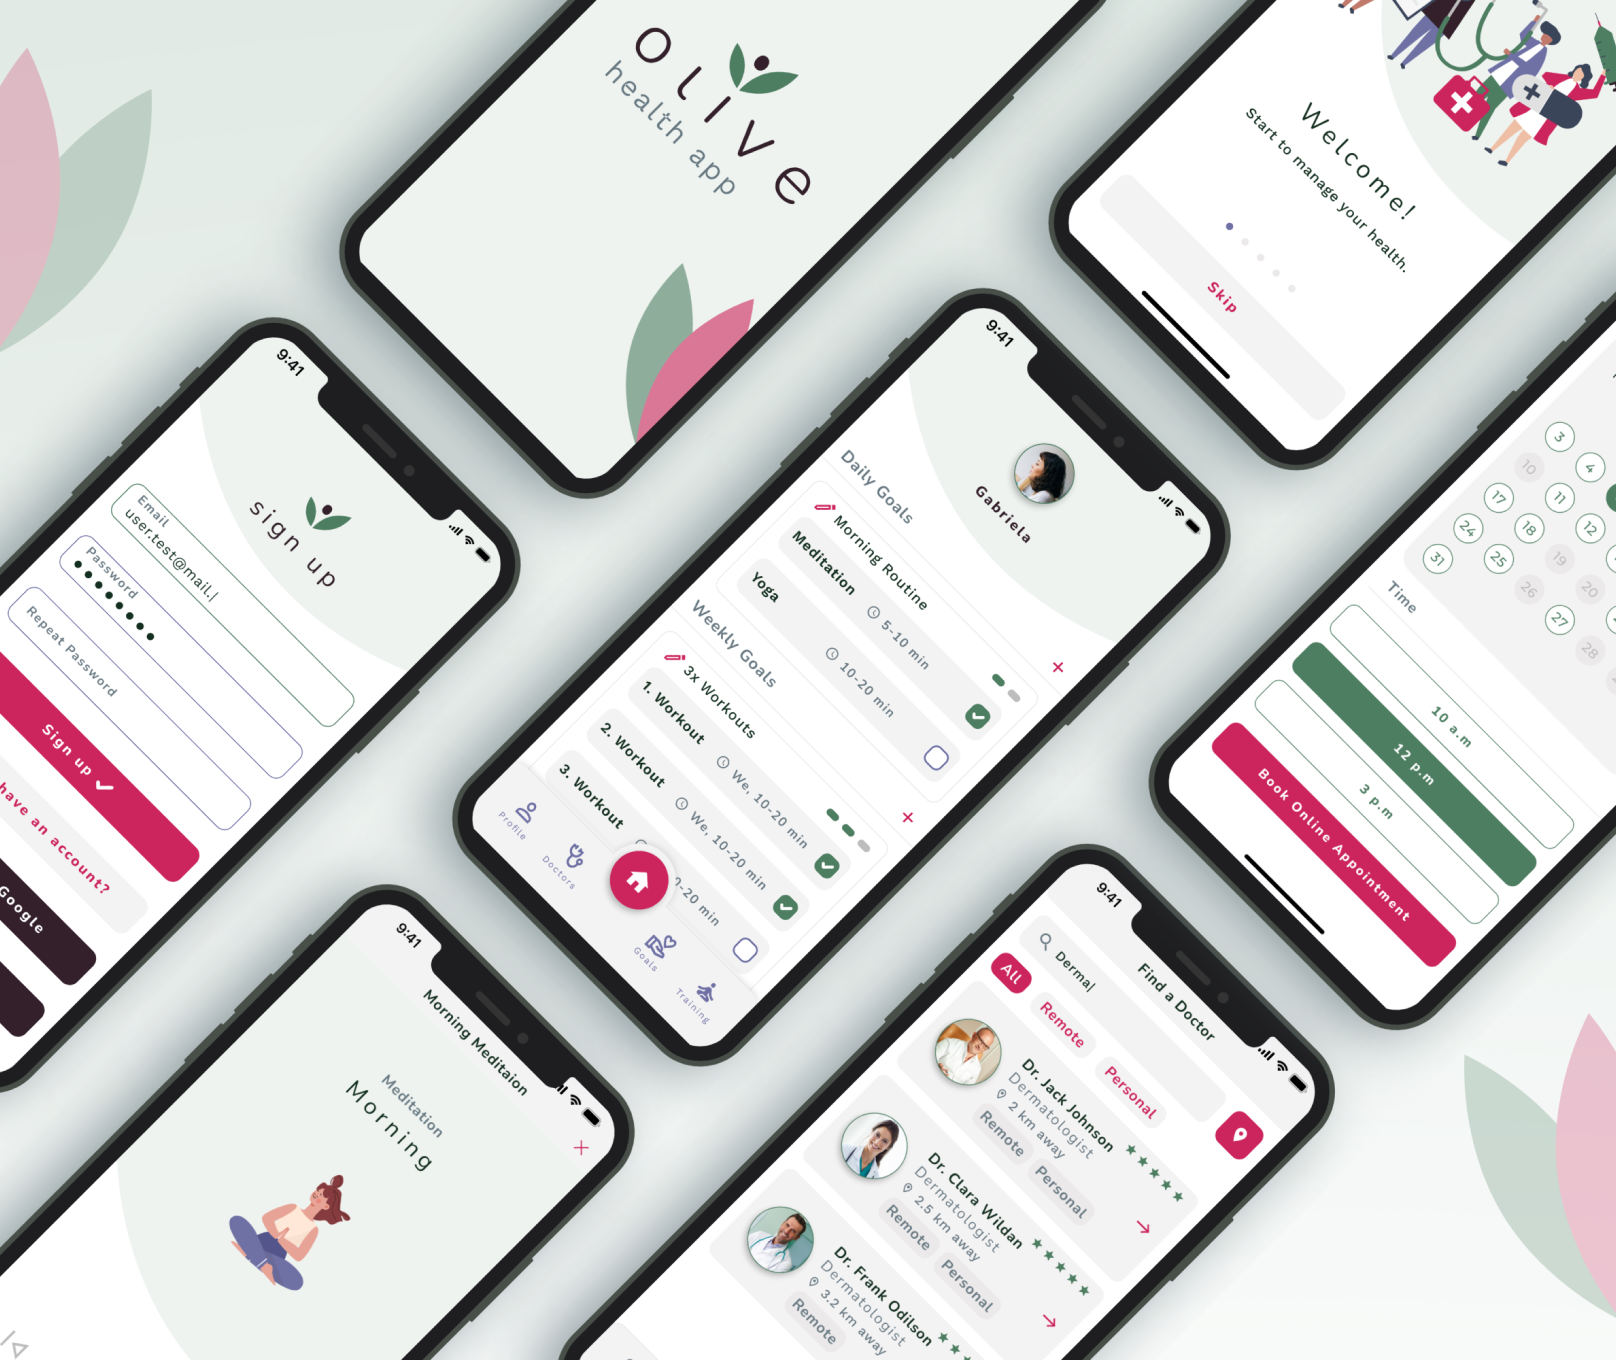 Olive
health app
Welcome!
Start to manage your health.
Skip
9:41
sign up
Email
user.test@mail.|
Password
Repeat Password
Sign up
have an account?
Google
9:41
Gabriela
Daily Goals
Morning Routine
Meditation
5-10 min
Yoga
10-20 min
Weekly Goals
3x Workouts
1. Workout
We, 10-20 min
2. Workout
We, 10-20 min
3. Workout
0-20 min
Profile
Doctors
Goals
Training
3
4
10
11
12
17
18
19
20
24
25
26
27
28
31
Time
10 a.m
12 p.m
3 p.m
Book Online Appointment
9:41
Morning Meditaion
Meditation
Morning
9:41
Find a Doctor
Derma|
All
Remote
Personal
Dr. Jack Johnson
Dermatologist
2 km away
Remote
Personal
Dr. Clara Wildan
Dermatologist
2.5 km away
Remote
Personal
Dr. Frank Odilson
Dermatologist
3.2 km away
Remote